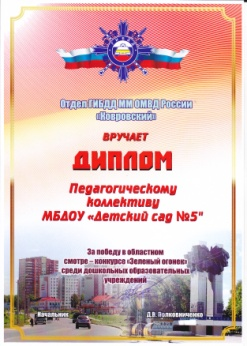 Отдел ГИБДД ММ ОМВД России
«Ковровский»
ВРУЧАЕТ
ДИПЛОМ
Педагогическому
коллективу
МБДОУ «Детский сад №5"
За победу в областном
смотре – конкурсе «Зеленый огонек»
среди дошкольных образовательных
учреждений
Начальник
Д.Н. Полковниченко